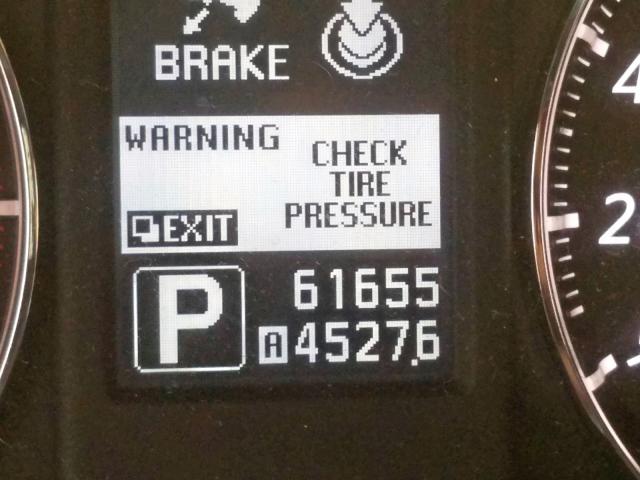 BRAKE
WARNING
CHECK
TIRE
PRESSURE
EXIT
P
61655
A 4527.6
4
2